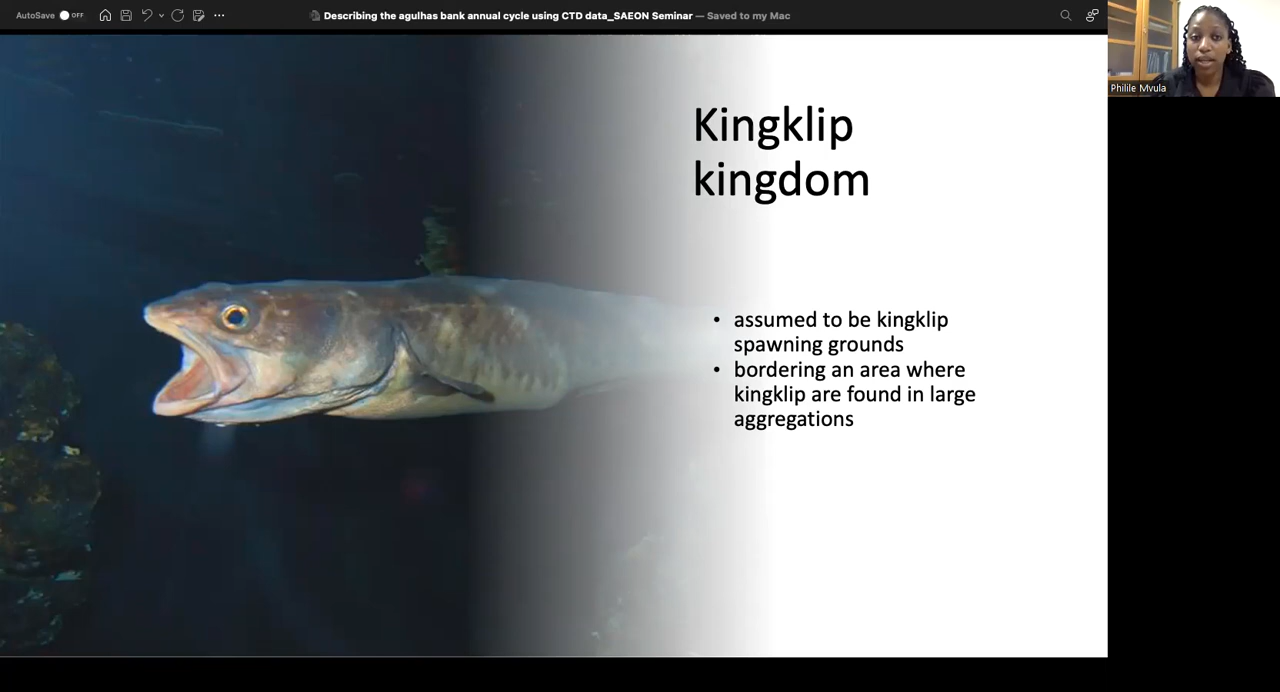 AutoSave OFF
Describing the agulhas bank annual cycle using CTD data_SAEON Seminar — Saved to my Mac
Philile Mvula
Kingklip
kingdom
• assumed to be kingklip
spawning grounds
• bordering an area where
kingklip are found in large
aggregations